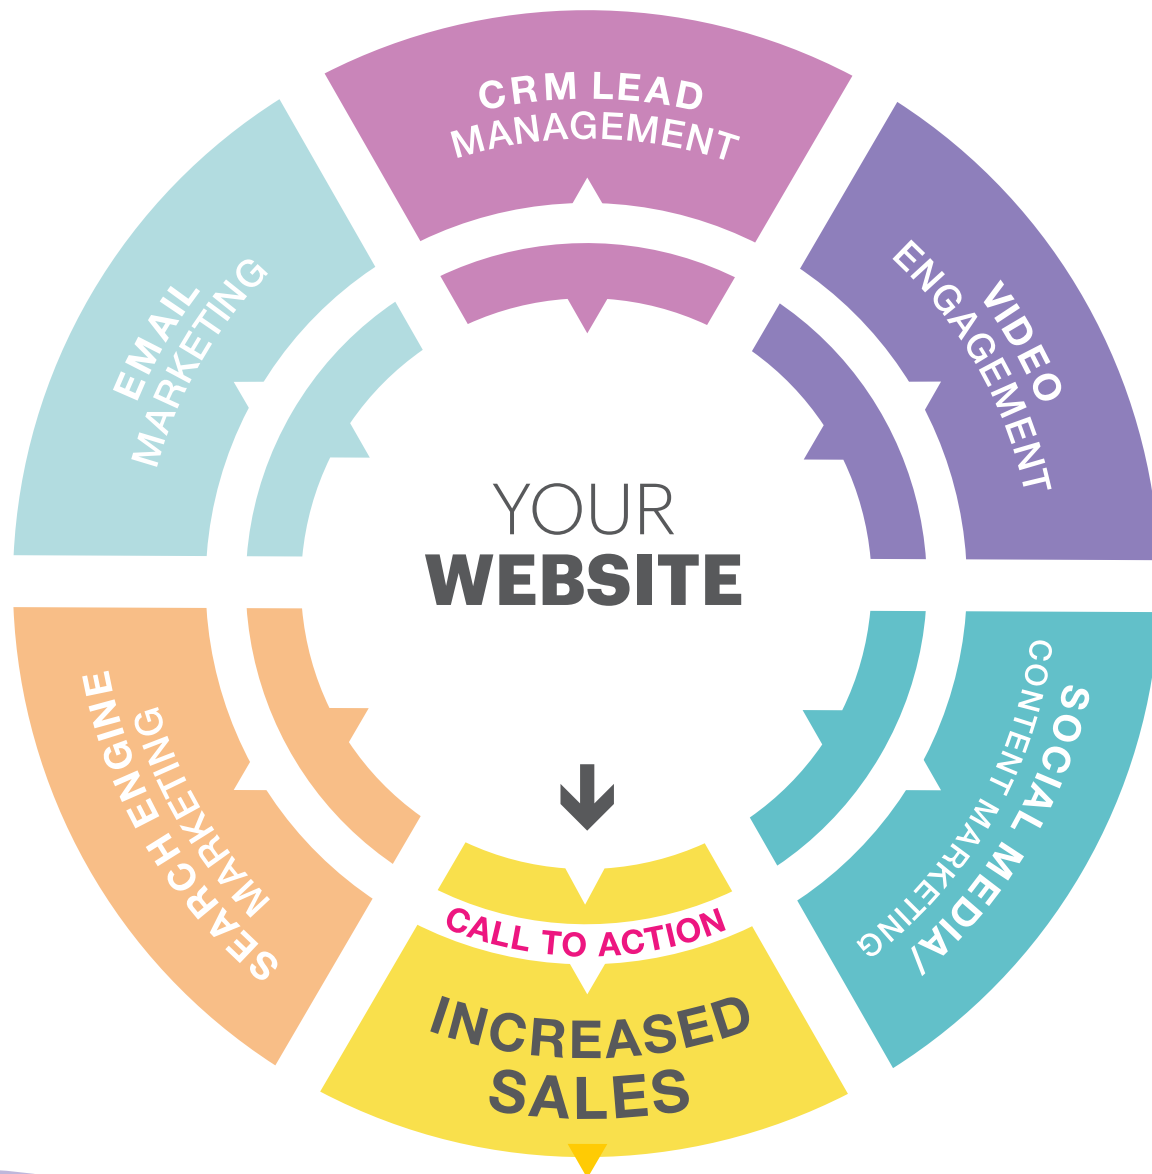 CRM LEAD
MANAGEMENT
VIDEO
ENGAGEMENT
SOCIAL MEDIA/
CONTENT MARKETING
INCREASED
SALES
CALL TO ACTION
SEARCH ENGINE
MARKETING
EMAIL
MARKETING
YOUR
WEBSITE